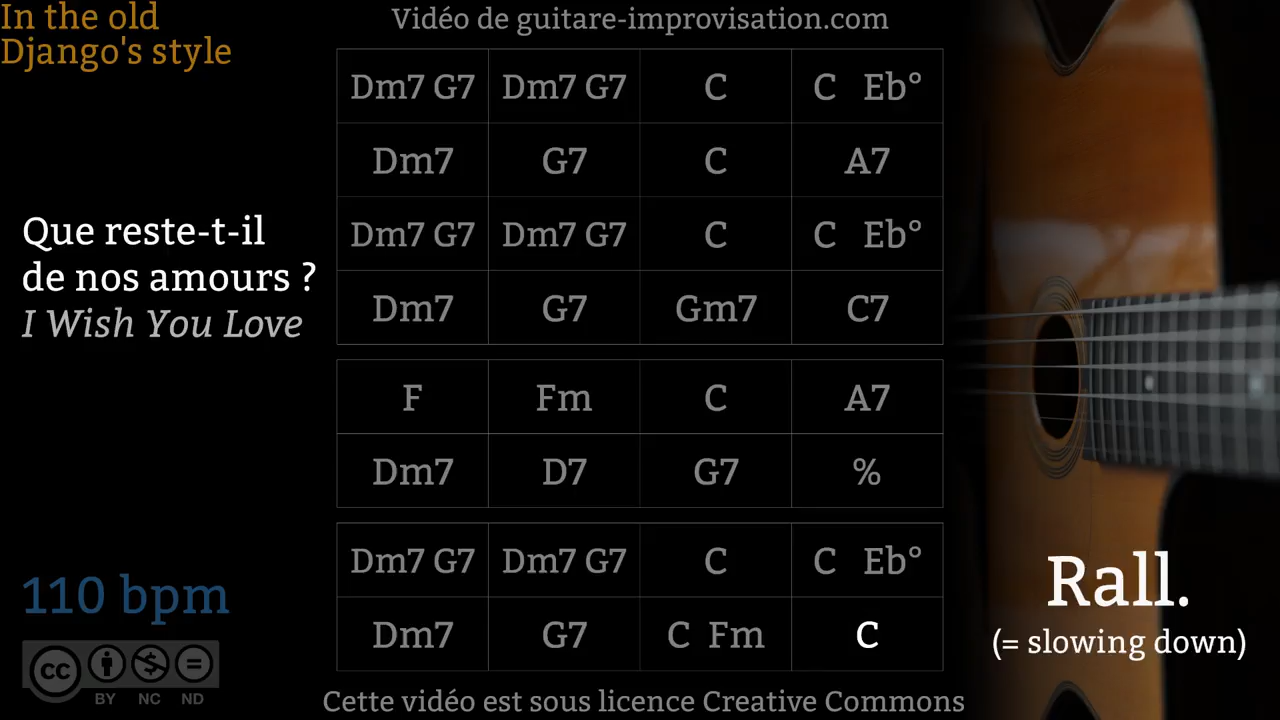 In the old
Django's style
Vidéo de guitare-improvisation.com
Dm7 G7 Dm7 G7 C C Eb°
Dm7 G7 C A7
Dm7 G7 Dm7 G7 C C Eb°
Dm7 G7 Gm7 C7
Que reste-t-il
de nos amours ?
I Wish You Love
F Fm C A7
Dm7 D7 G7 %
Dm7 G7 Dm7 G7 C C Eb°
Dm7 G7 C Fm C
110 bpm
Rall.
(= slowing down)
cc
BY NC ND
Cette vidéo est sous licence Creative Commons